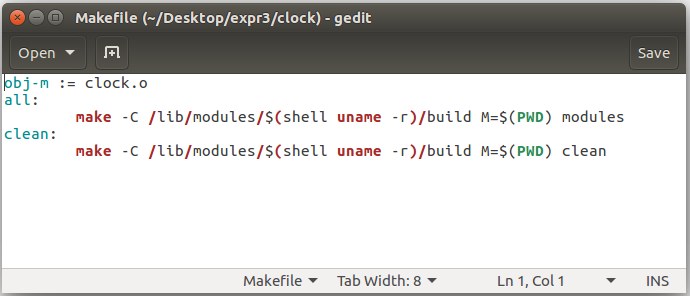 Makefile (~/Desktop/expr3/clock) - gedit
Open Save
obj-m := clock.o
all:
	make -C /lib/modules/$(shell uname -r)/build M=$(PWD) modules
clean:
	make -C /lib/modules/$(shell uname -r)/build M=$(PWD) clean
Makefile Tab Width: 8 Ln 1, Col 1 INS